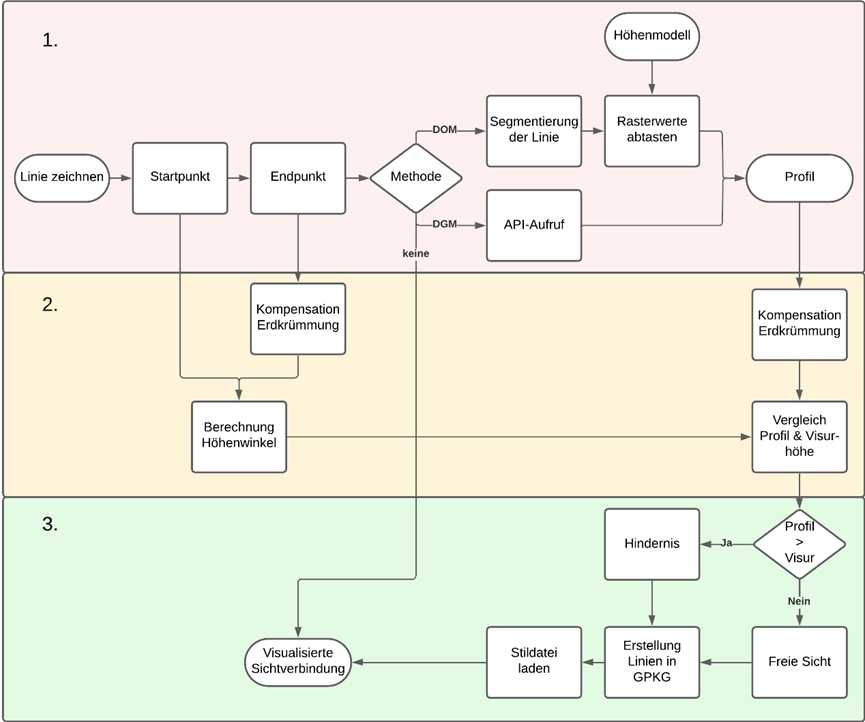 1.
Höhenmodell
DOM
Segmentierung
der Linie
Rasterwerte
abtasten
Linie zeichnen
Startpunkt
Endpunkt
Methode
Profil
DGM
API-Aufruf
keine
2.
Kompensation
Erdkrümmung
Kompensation
Erdkrümmung
Berechnung
Höhenwinkel
Vergleich
Profil & Visur-
höhe
3.
Hindernis
Ja
Profil
>
Visur
Nein
Visualisierte
Sichtverbindung
Stildatei
laden
Erstellung
Linien in
GPKG
Freie Sicht